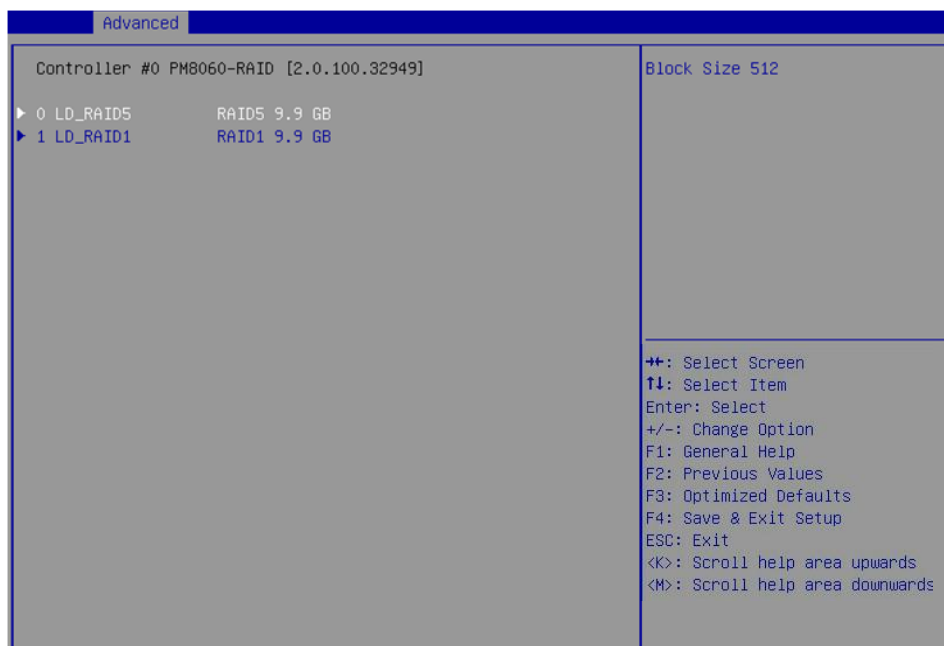 Advanced
Controller #0 PM8060-RAID [2.0.100.32949]
0 LD_RAID5 RAID5 9.9 GB
1 LD_RAID1 RAID1 9.9 GB
Block Size 512
→←: Select Screen
↑↓: Select Item
Enter: Select
+/-: Change Option
F1: General Help
F2: Previous Values
F3: Optimized Defaults
F4: Save & Exit Setup
ESC: Exit
<K>: Scroll help area upwards
<M>: Scroll help area downwards